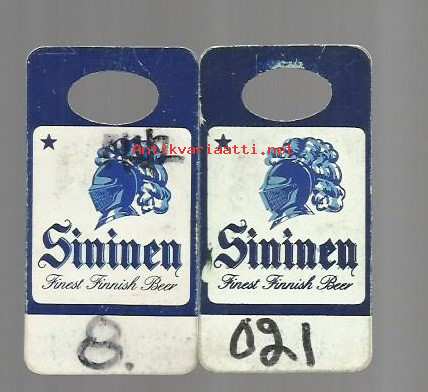 Antikvariaatti.net
Sininen
Finest Finnish Beer
8.
Sininen
Finest Finnish Beer
021